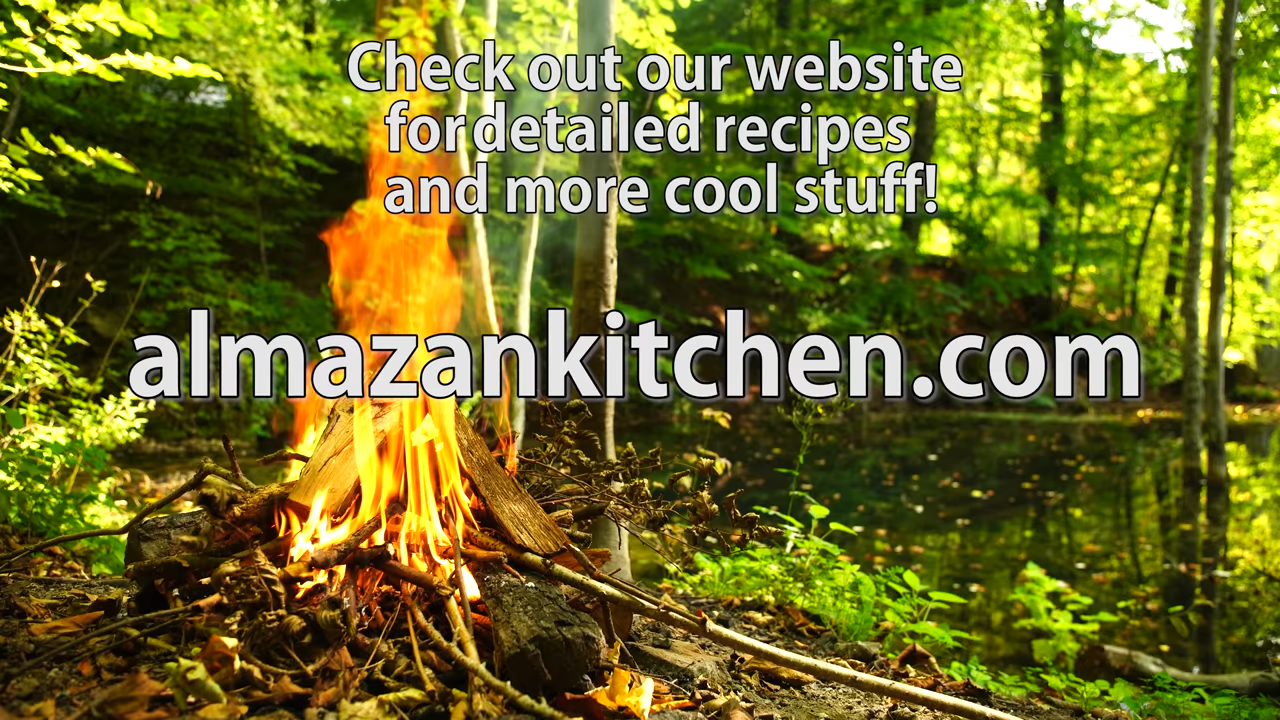 Check out our website
for detailed recipes
and more cool stuff!
almazankitchen.com